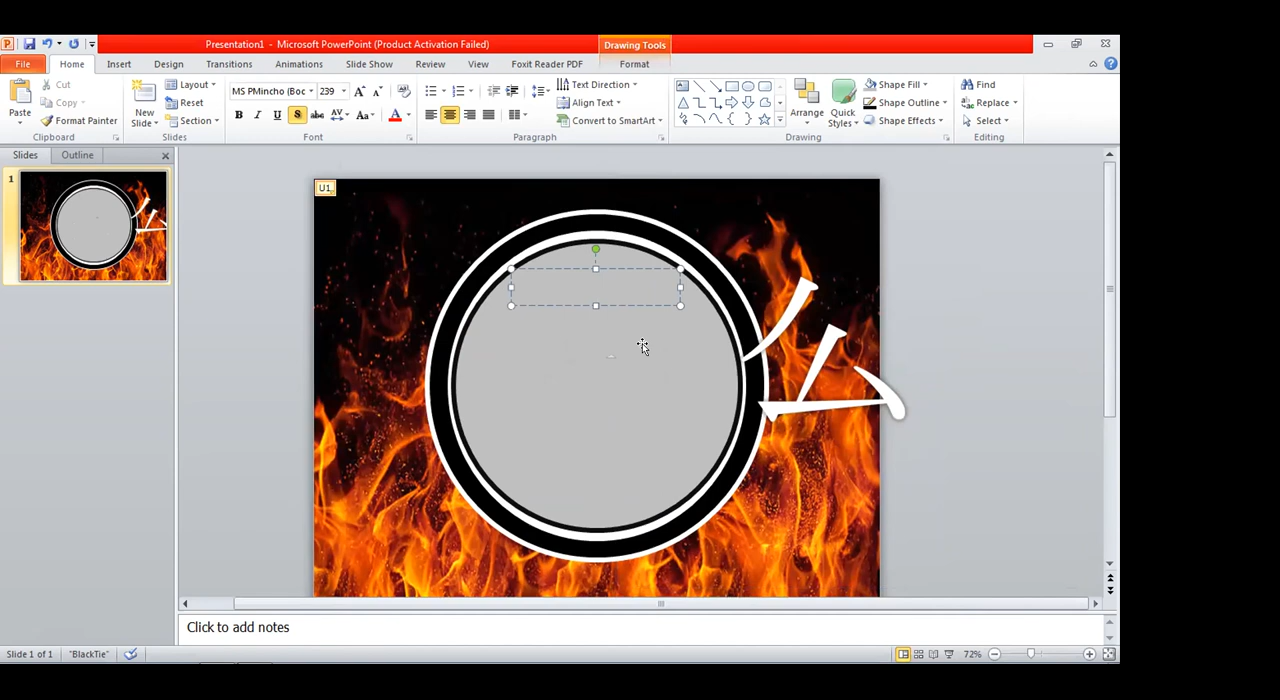 Presentation1 - Microsoft PowerPoint (Product Activation Failed)
Drawing Tools
File
Home
Insert
Design
Transitions
Animations
Slide Show
Review
View
Foxit Reader PDF
Format
Paste
Cut
Copy
Format Painter
Clipboard
New
Slide
Layout
Reset
Section
Slides
MS PMincho (Boc
239
Font
Text Direction
Align Text
Convert to SmartArt
Paragraph
Arrange
Quick
Styles
Shape Fill
Shape Outline
Shape Effects
Drawing
Find
Replace
Select
Editing
Slides
Outline
1
U1
Click to add notes
Slide 1 of 1
"BlackTie"
72%